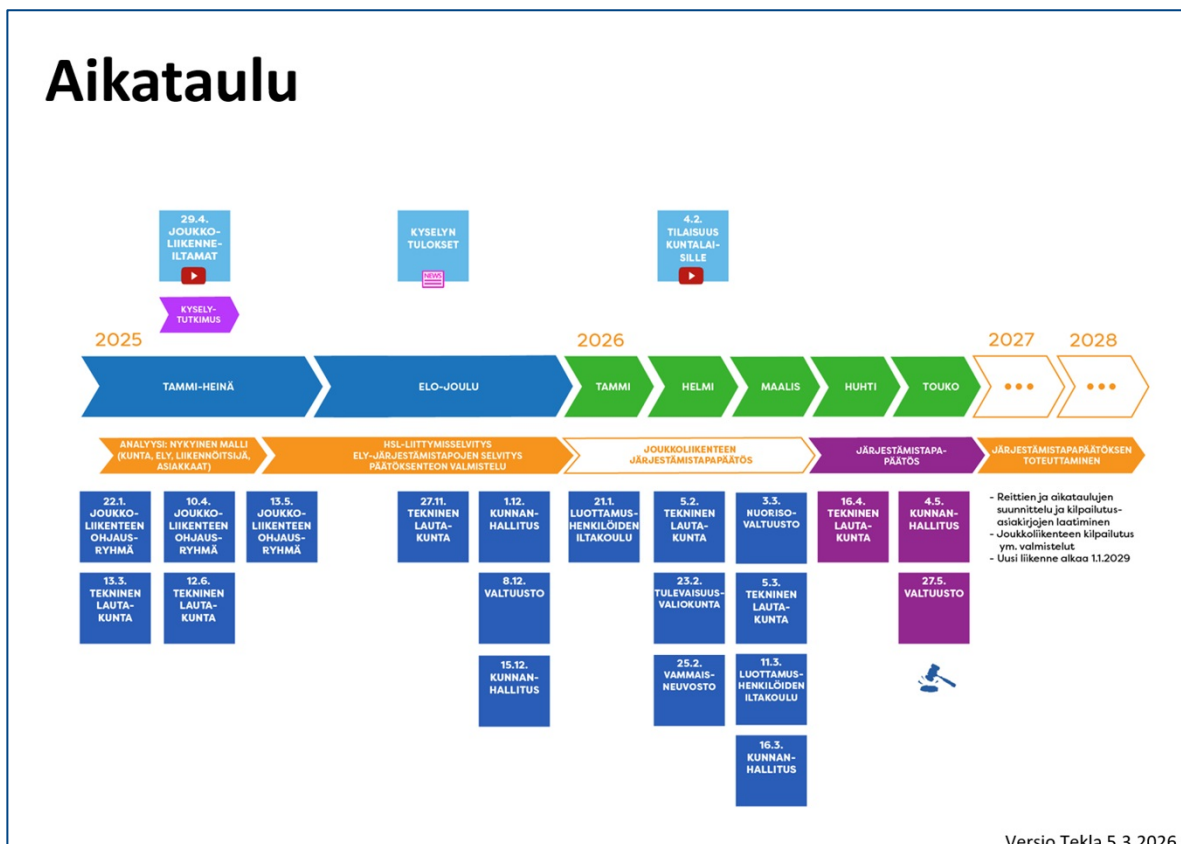 Aikataulu
29.4.
JOUKKO-
LIIKENNE-
ILTAMAT
KYSELYN
TULOKSET
NEWS
4.2.
TILAISUUS
KUNTALAI-
SILLE
KYSELY-
TUTKIMUS
2025
2026
2027
2028
TAMMI-HEINÄ
ELO-JOULU
TAMMI
HELMI
MAALIS
HUHTI
TOUKO
•••
•••
ANALYYSI: NYKYINEN MALLI
(KUNTA, ELY, LIIKENNÖITSIJÄ,
ASIAKKAAT)
HSL-LIITTYMISSELVITYS
ELY-JÄRJESTÄMISTAPOJEN SELVITYS
PÄÄTÖKSENTEON VALMISTELU
JOUKKOLIIKENTEEN
JÄRJESTÄMISTAPAPÄÄTÖS
JÄRJESTÄMISTAPA-
PÄÄTÖS
JÄRJESTÄMISTAPAPÄÄTÖKSEN
TOTEUTTAMINEN
22.1.
JOUKKO-
LIIKENTEEN
OHJAUS-
RYHMÄ
10.4.
JOUKKO-
LIIKENTEEN
OHJAUS-
RYHMÄ
13.5.
JOUKKO-
LIIKENTEEN
OHJAUS-
RYHMÄ
27.11.
TEKNINEN
LAUTA-
KUNTA
1.12.
KUNNAN-
HALLITUS
21.1.
LUOTTAMUS-
HENKILÖIDEN
ILTAKOULU
5.2.
TEKNINEN
LAUTA-
KUNTA
3.3.
NUORISO-
VALTUUSTO
16.4.
TEKNINEN
LAUTA-
KUNTA
4.5.
KUNNAN-
HALLITUS
- Reittien ja aikataulujen
suunnittelu ja kilpailutus-
asiakirjojen laatiminen
- Joukkoliikenteen kilpailutus
ym. valmistelut
- Uusi liikenne alkaa 1.1.2029
13.3.
TEKNINEN
LAUTA-
KUNTA
12.6.
TEKNINEN
LAUTA-
KUNTA
8.12.
VALTUUSTO
23.2.
TULEVAISUUS-
VALIOKUNTA
5.3.
TEKNINEN
LAUTA-
KUNTA
27.5.
VALTUUSTO
15.12.
KUNNAN-
HALLITUS
25.2.
VAMMAIS-
NEUVOSTO
11.3.
LUOTTAMUS-
HENKILÖIDEN
ILTAKOULU
16.3.
KUNNAN-
HALLITUS
Versio Tekla 5.3.2026